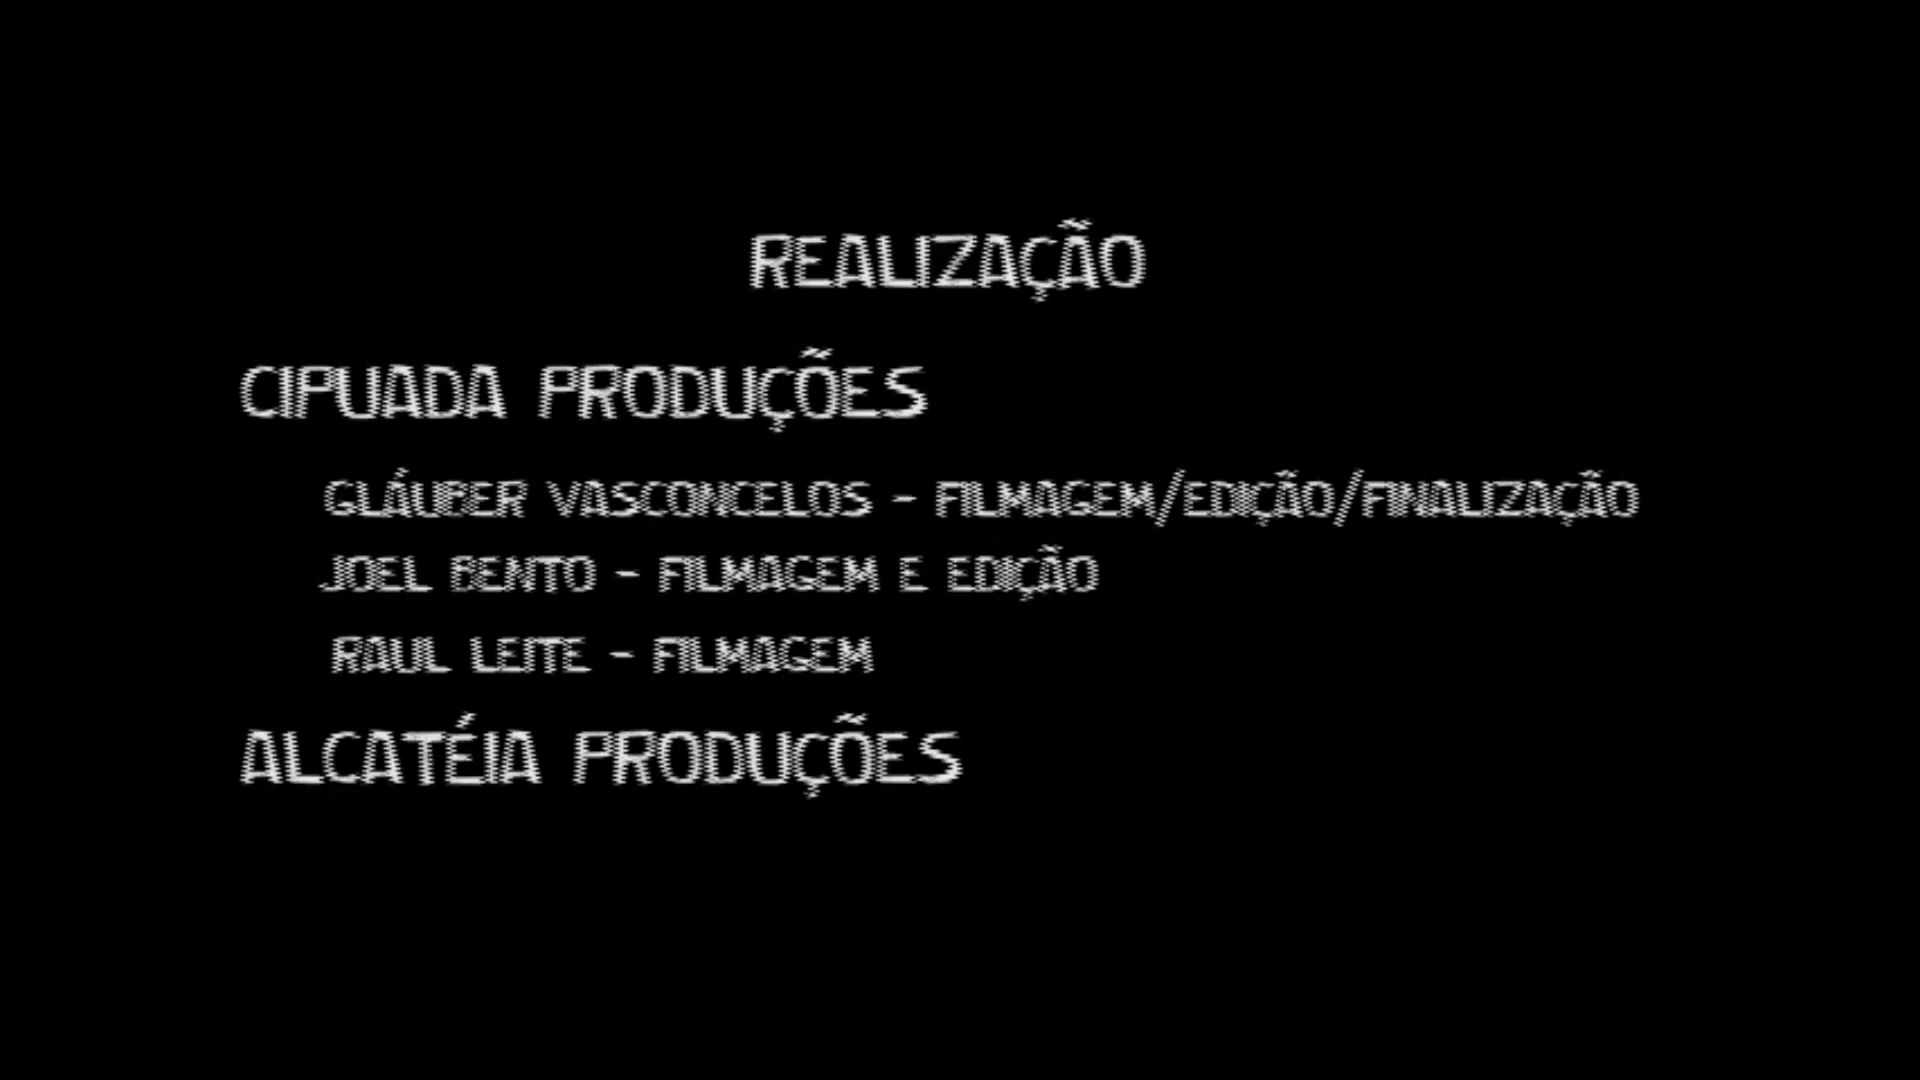 REALIZAÇÃO
CIPUADA PRODUÇÕES
GLÁUBER VASCONCELOS - FILMAGEM/EDIÇÃO/FINALIZAÇÃO
JOEL BENTO - FILMAGEM E EDIÇÃO
RAUL LEITE - FILMAGEM
ALCATÉIA PRODUÇÕES